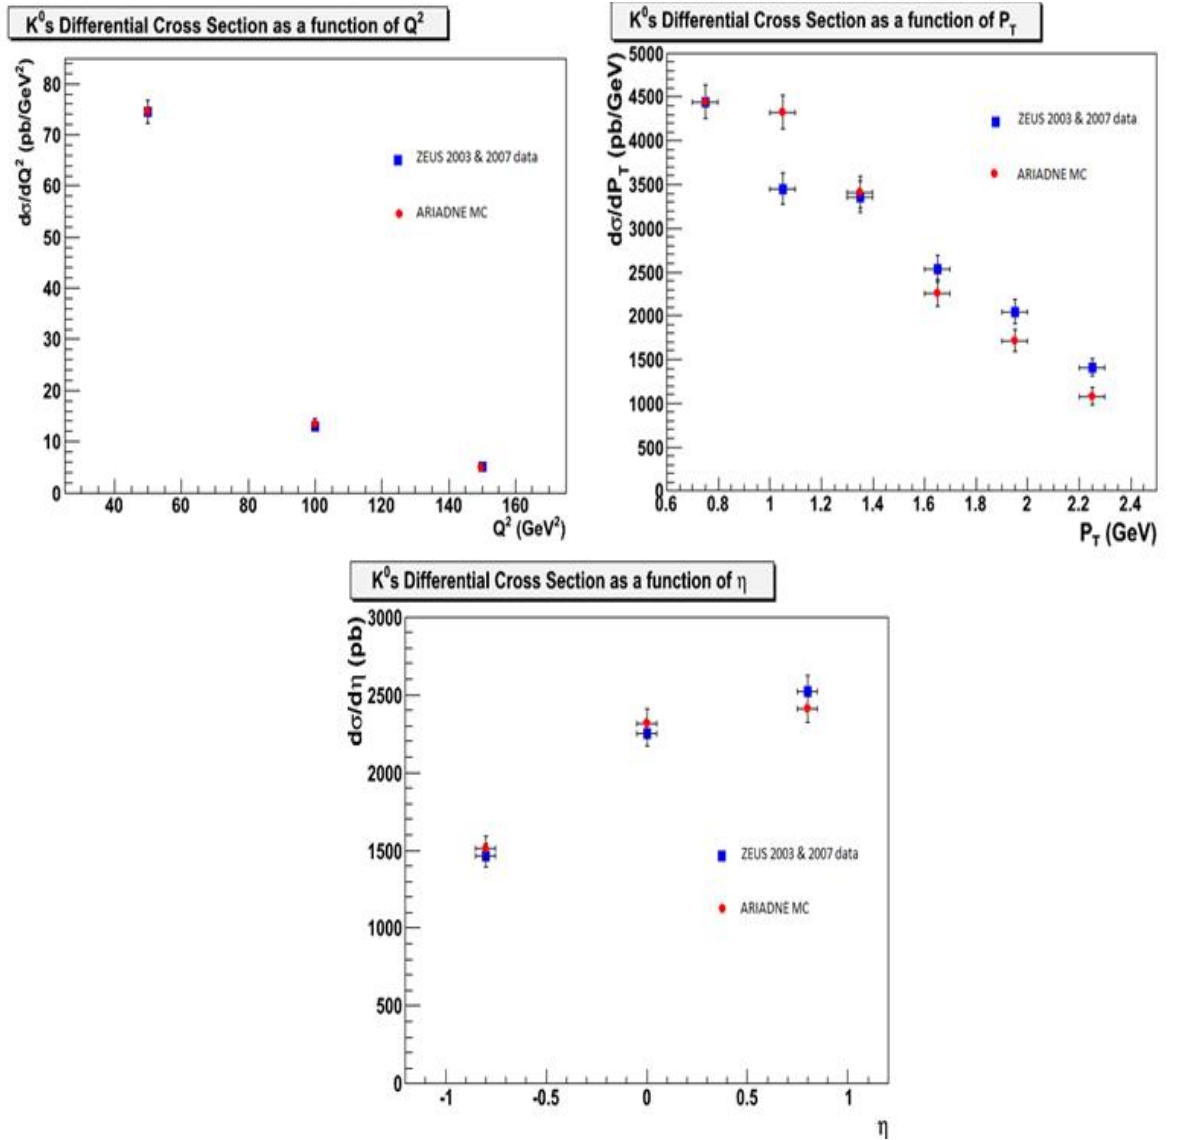 K⁰s Differential Cross Section as a function of Q²
dσ/dQ² (pb/GeV²)
80
70
60
50
40
30
20
10
0
ZEUS 2003 & 2007 data
ARIADNE MC
40 60 80 100 120 140 160
Q² (GeV²)
K⁰s Differential Cross Section as a function of P_T
dσ/dP_T (pb/GeV)
5000
4500
4000
3500
3000
2500
2000
1500
1000
500
0
ZEUS 2003 & 2007 data
ARIADNE MC
0.6 0.8 1 1.2 1.4 1.6 1.8 2 2.2 2.4
P_T (GeV)
K⁰s Differential Cross Section as a function of η
dσ/dη (pb)
3000
2500
2000
1500
1000
500
0
ZEUS 2003 & 2007 data
ARIADNE MC
-1 -0.5 0 0.5 1
η